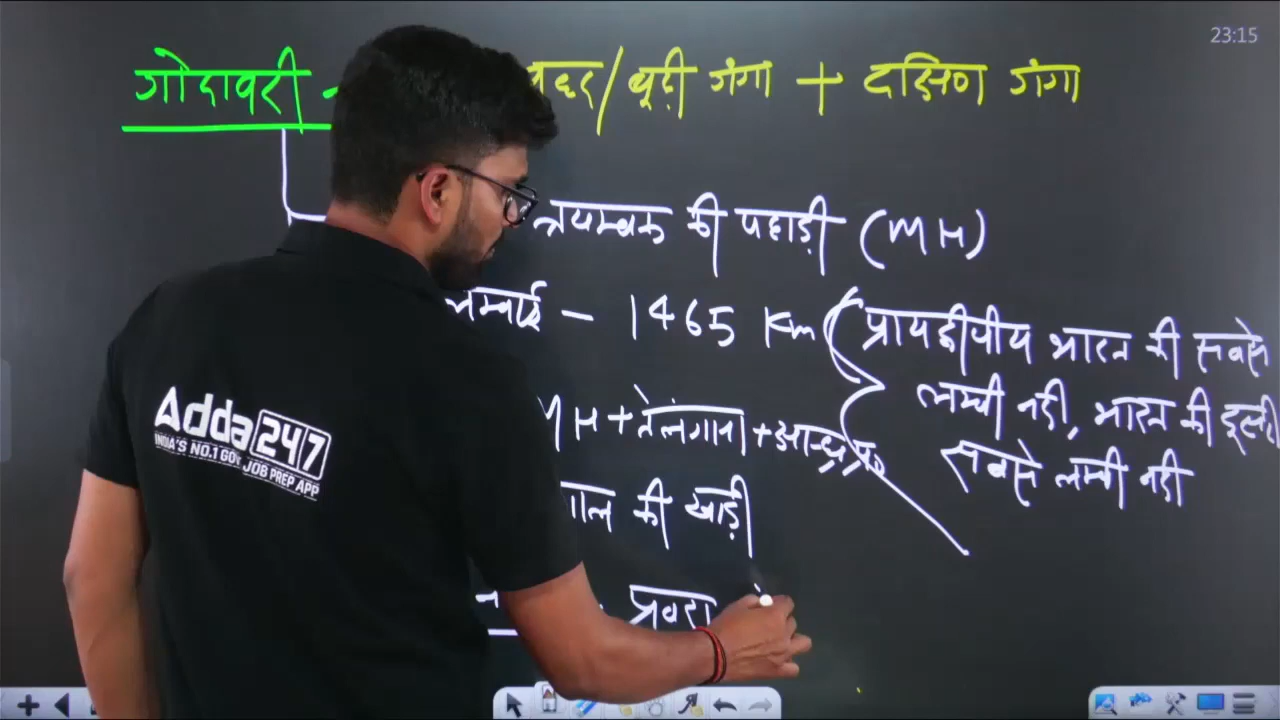 23:15
गोदावरी - / बूढ़ी गंगा + दक्षिण गंगा
त्रयम्बक की पहाड़ी (MH)
लम्बाई - 1465 Km
प्रायद्वीपीय भारत की सबसे
लम्बी नदी, भारत की दूसरी
सबसे लम्बी नदी
MH + तेलंगाना + आन्ध्र प्र॰
की खाड़ी
प्रवरा
Adda 247
INDIA'S NO.1 GOVT JOB PREP APP